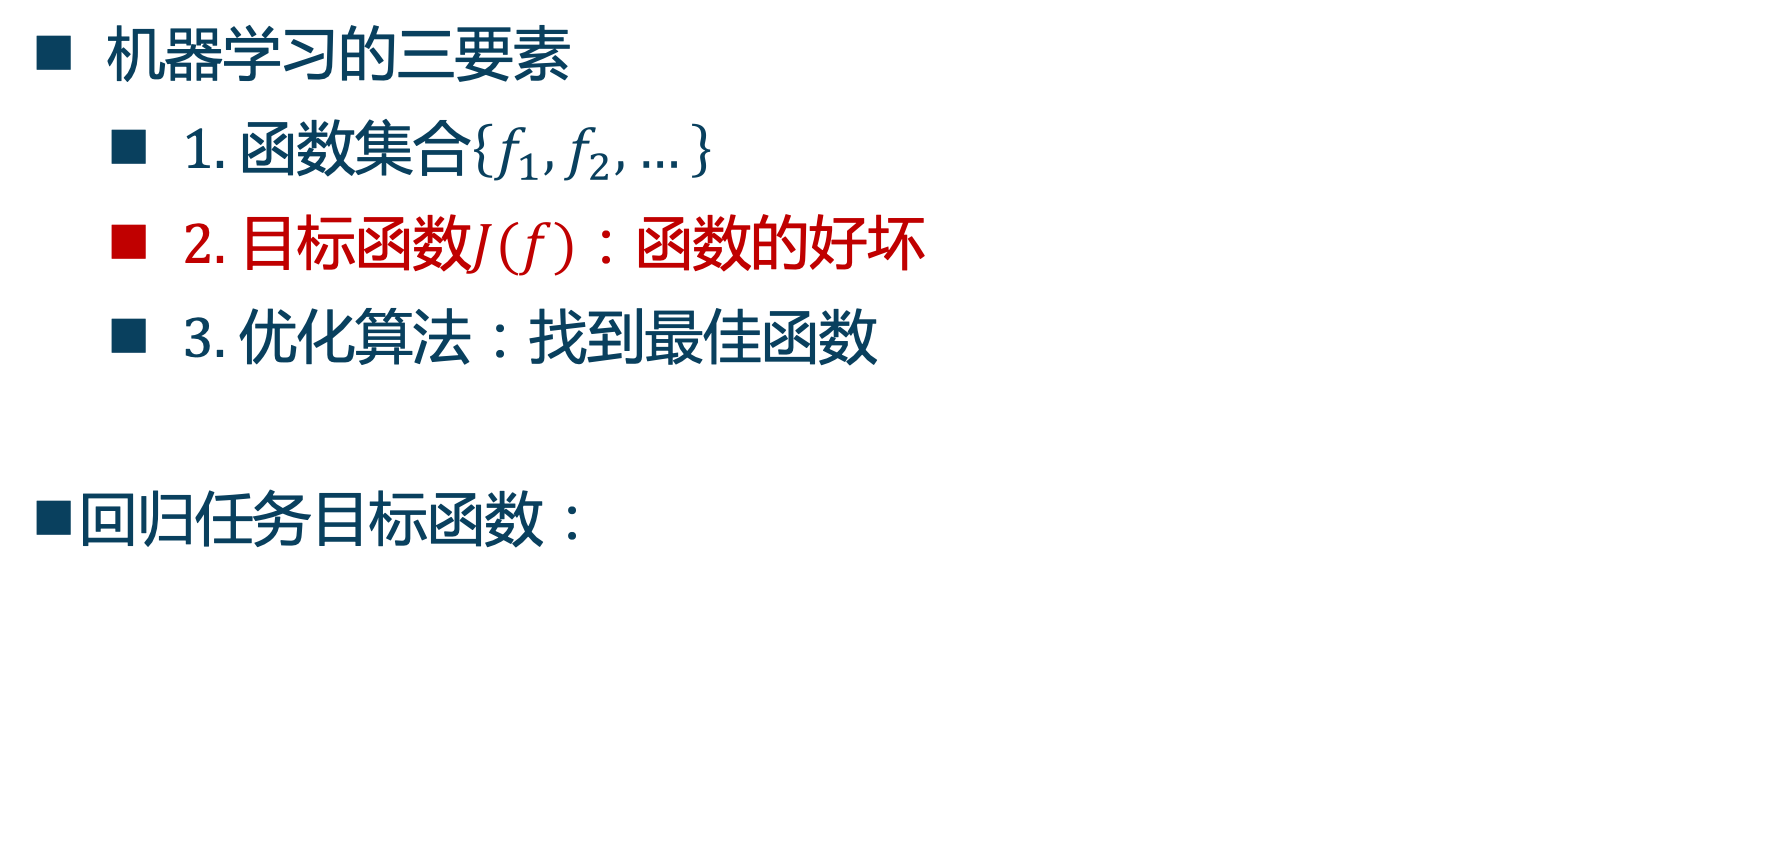 ■ 机器学习的三要素
■ 1. 函数集合{f₁, f₂, … }
■ 2. 目标函数J(f)：函数的好坏
■ 3. 优化算法：找到最佳函数
■回归任务目标函数：